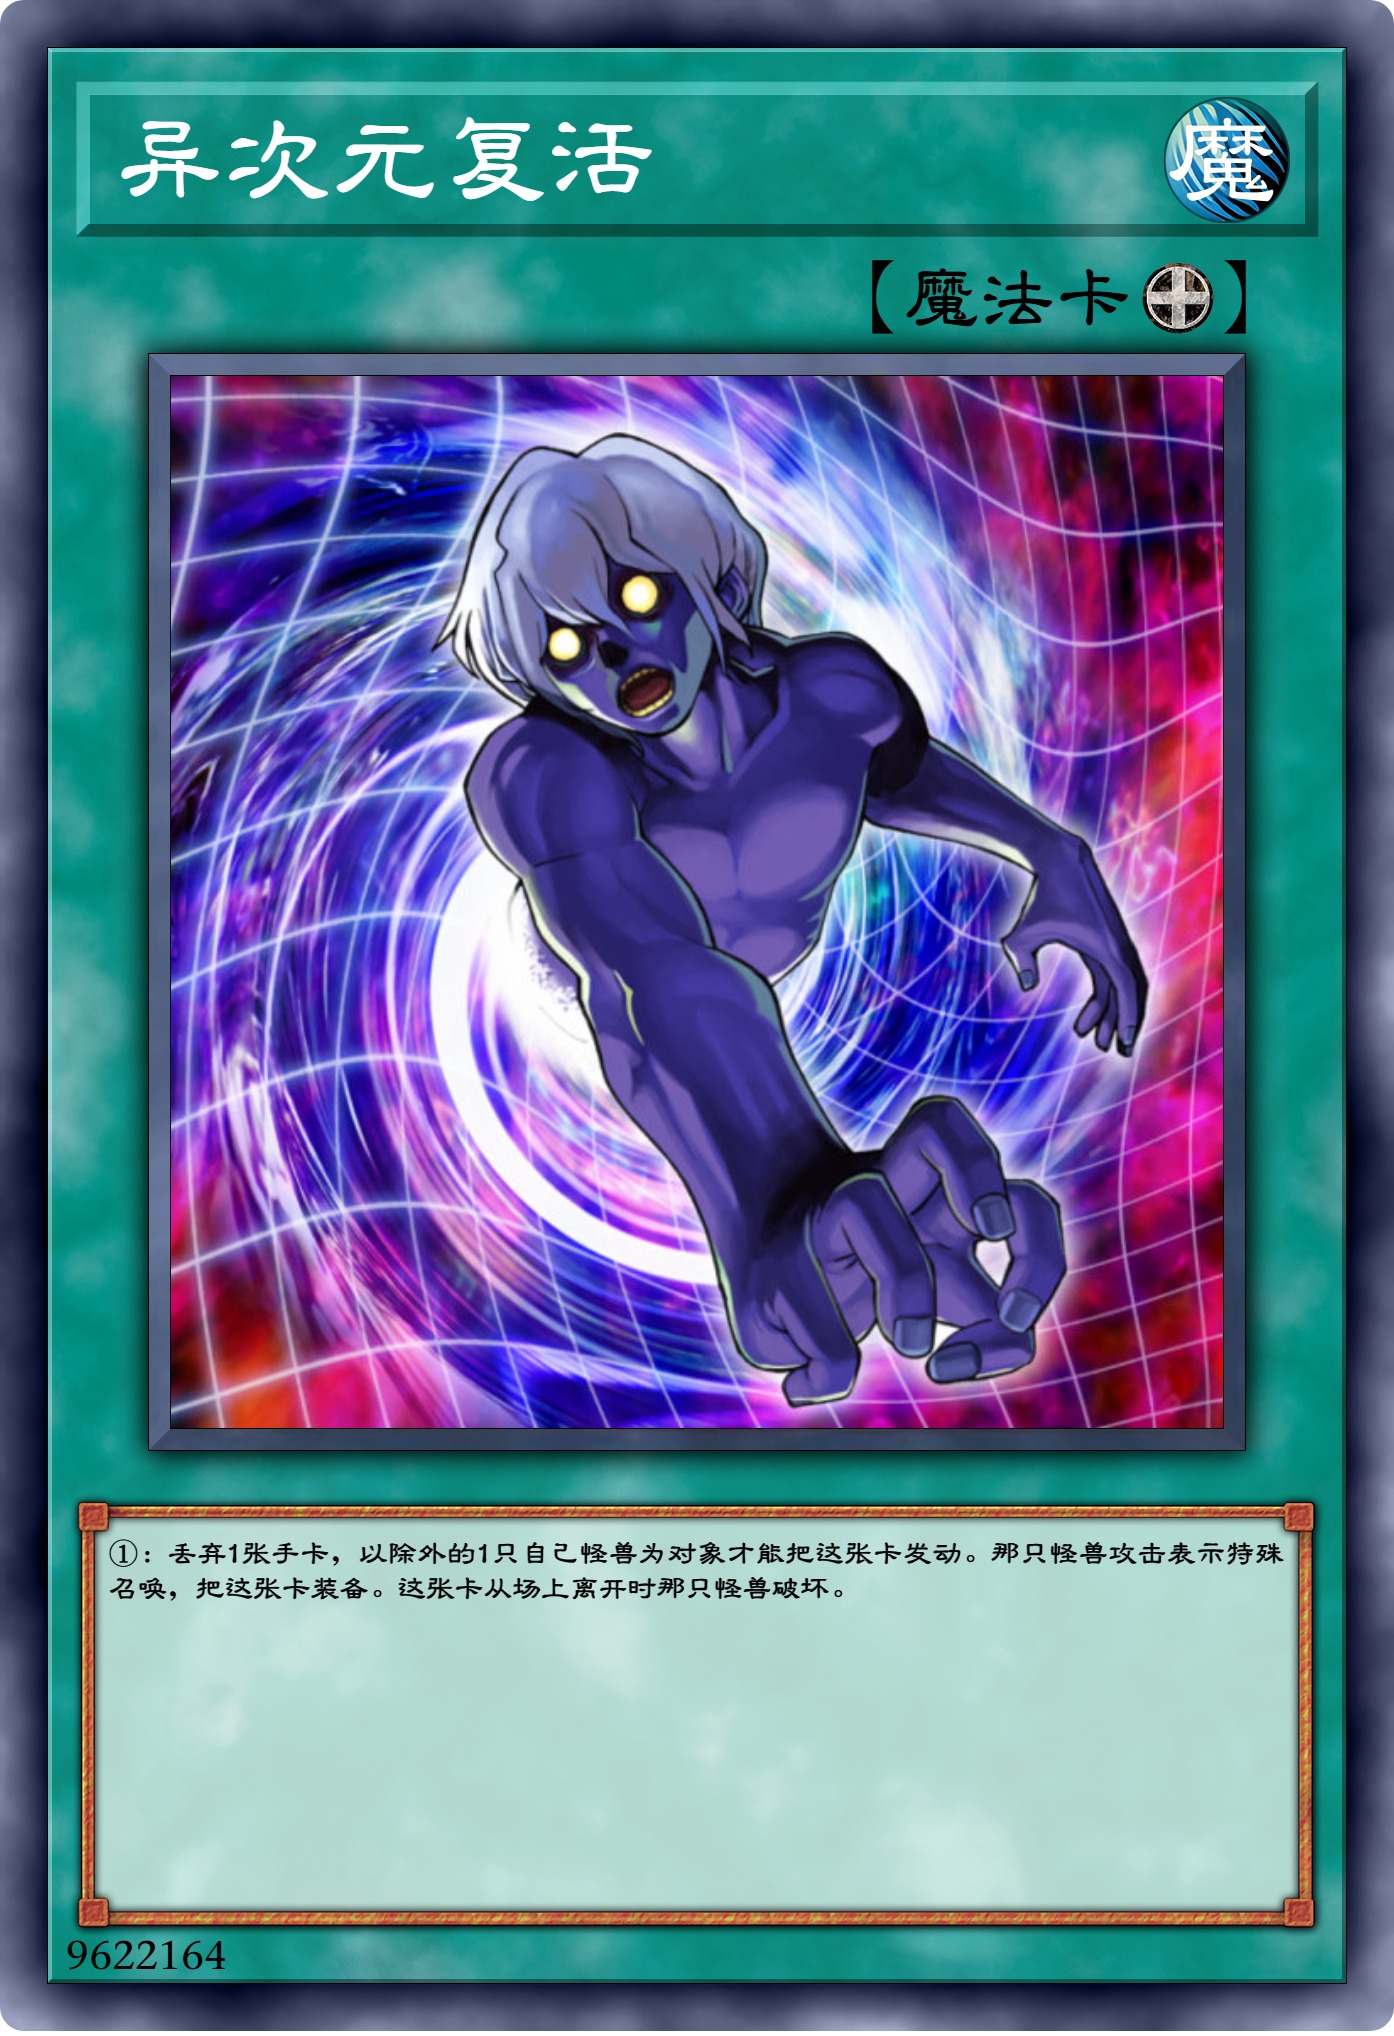 异次元复活
魔
【魔法卡】
①：丢弃1张手卡，以除外的1只自己怪兽为对象才能把这张卡发动。那只怪兽攻击表示特殊
召唤，把这张卡装备。这张卡从场上离开时那只怪兽破坏。
9622164